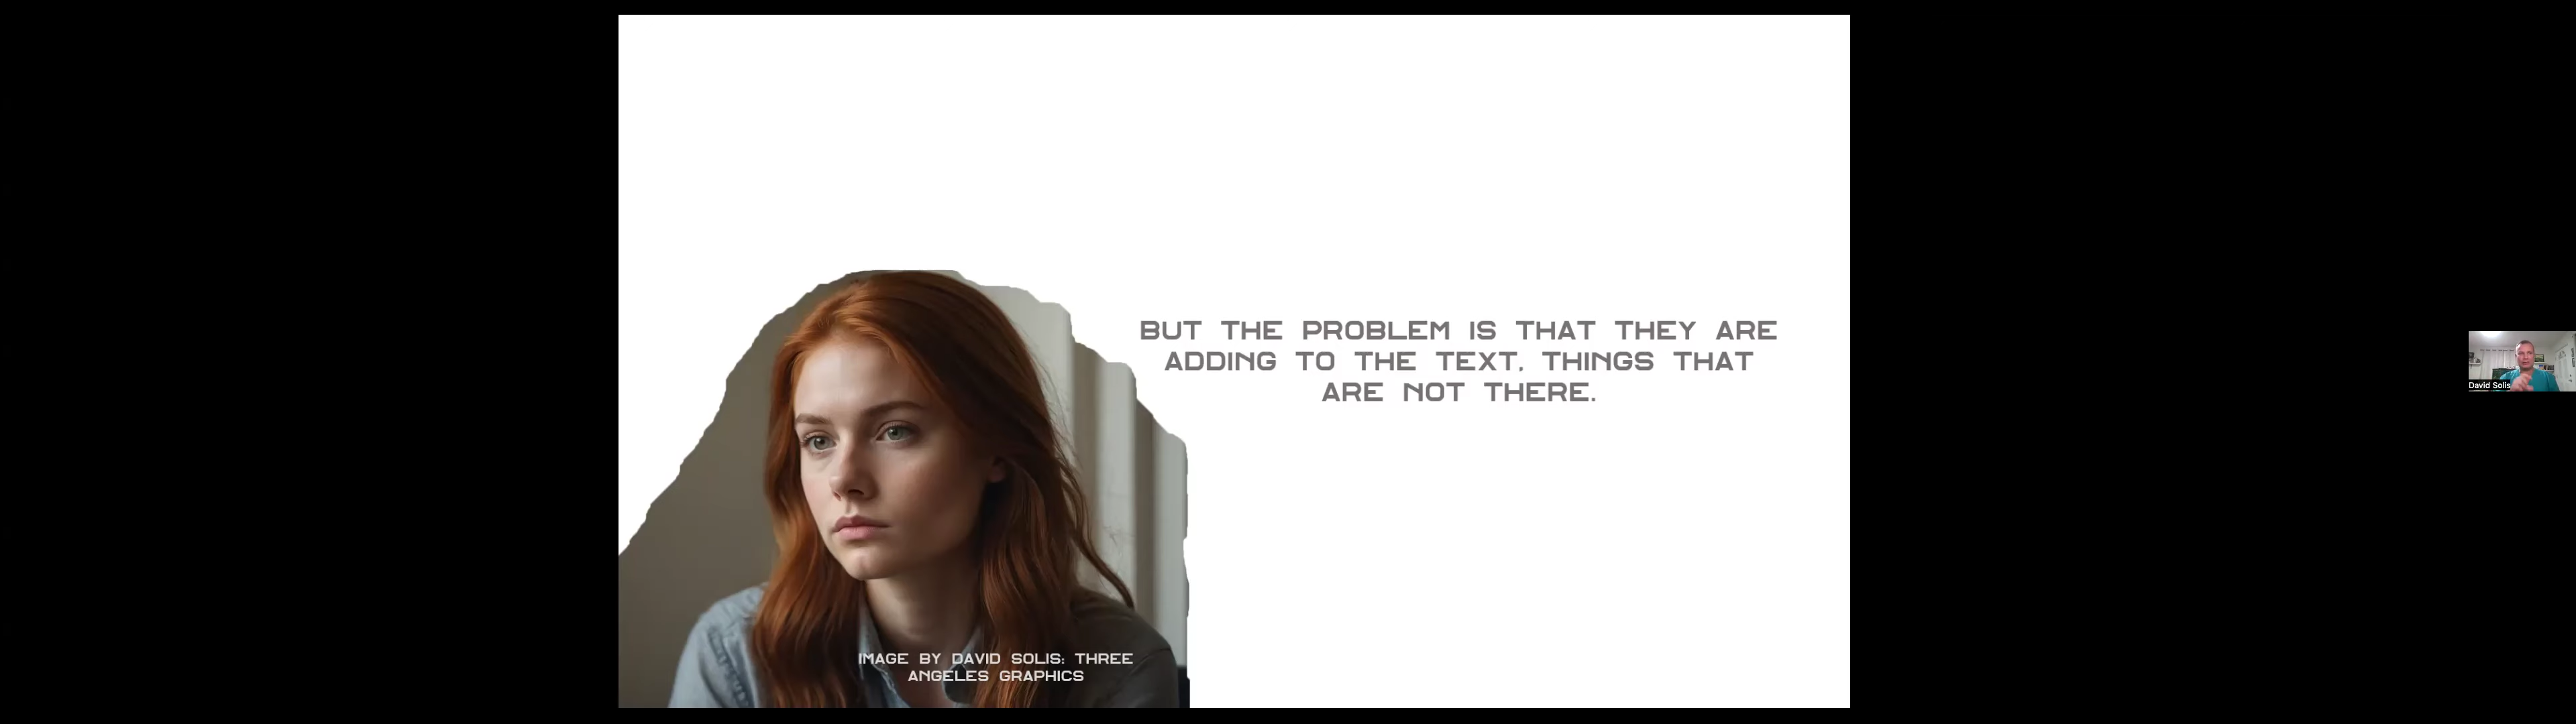 BUT THE PROBLEM IS THAT THEY ARE
ADDING TO THE TEXT, THINGS THAT
ARE NOT THERE.
IMAGE BY DAVID SOLIS: THREE
ANGELES GRAPHICS
David Solis